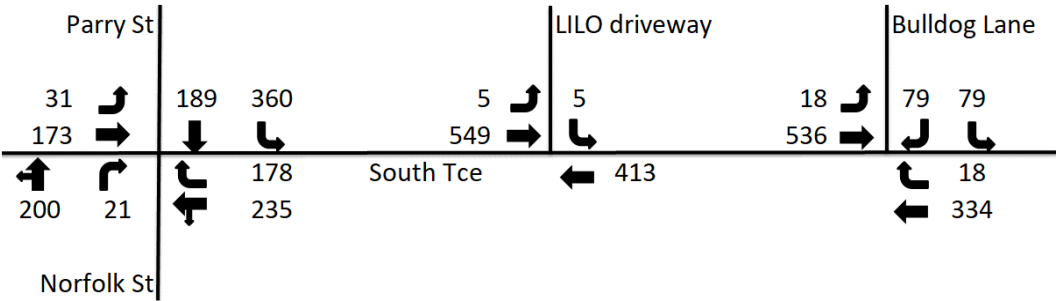 Parry St LILO driveway Bulldog Lane
31 189 360 5 5 18 79 79
173 549 536
178 South Tce 413 18
200 21 235 334
Norfolk St